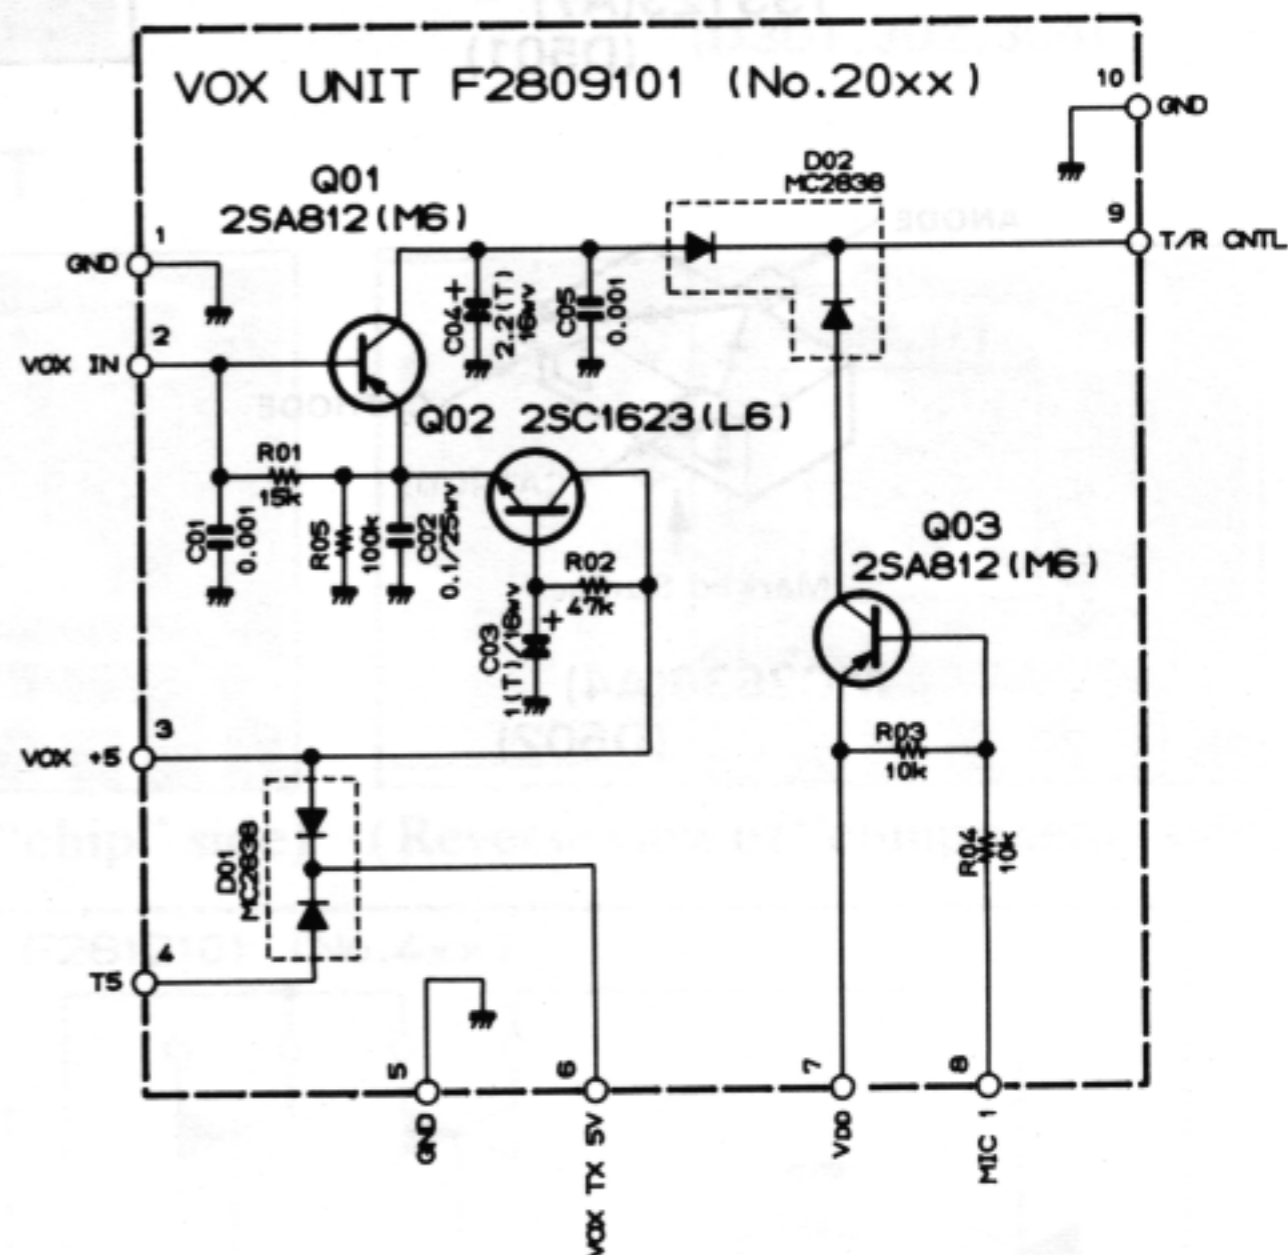 VOX UNIT F2809101 (No.20xx)
10
GND
D02
MC2838
Q01
2SA812(M6)
9
T/R CNTL
1
GND
C04
+
2.2(T)
16wv
C05
0.001
2
VOX IN
Q02 2SC1623(L6)
R01
15k
C01
0.001
R05
100k
C02
0.1/25wv
R02
47k
C03
1(T)/16wv
+
Q03
2SA812(M6)
3
VOX +5
R03
10k
D01
MC2838
R04
10k
4
T5
5
GND
6
VOX TX 5V
7
VDD
8
MIC 1